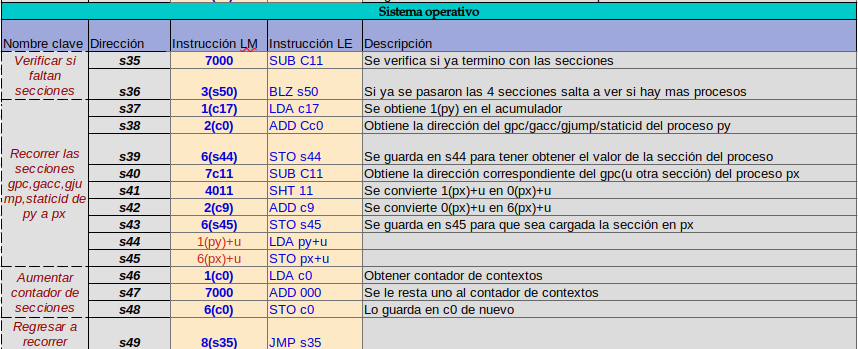 Sistema operativo
Nombre clave Dirección Instrucción LM Instrucción LE Descripción
Verificar si faltan secciones
s35 7000 SUB C11 Se verifica si ya termino con las secciones
s36 3(s50) BLZ s50 Si ya se pasaron las 4 secciones salta a ver si hay mas procesos
Recorrer las secciones gpc,gacc,gju mp,staticid de py a px
s37 1(c17) LDA c17 Se obtiene 1(py) en el acumulador
s38 2(c0) ADD Cc0 Obtiene la dirección del gpc/gacc/gjump/staticid del proceso py
s39 6(s44) STO s44 Se guarda en s44 para tener obtener el valor de la sección del proceso
s40 7c11 SUB C11 Obtiene la dirección correspondiente del gpc(u otra sección) del proceso px
s41 4011 SHT 11 Se convierte 1(px)+u en 0(px)+u
s42 2(c9) ADD c9 Se convierte 0(px)+u en 6(px)+u
s43 6(s45) STO s45 Se guarda en s45 para que sea cargada la sección en px
s44 1(py)+u LDA py+u
s45 6(px)+u STO px+u
Aumentar contador de secciones
s46 1(c0) LDA c0 Obtener contador de contextos
s47 7000 ADD 000 Se le resta uno al contador de contextos
s48 6(c0) STO c0 Lo guarda en c0 de nuevo
Regresar a recorrer
s49 8(s35) JMP s35